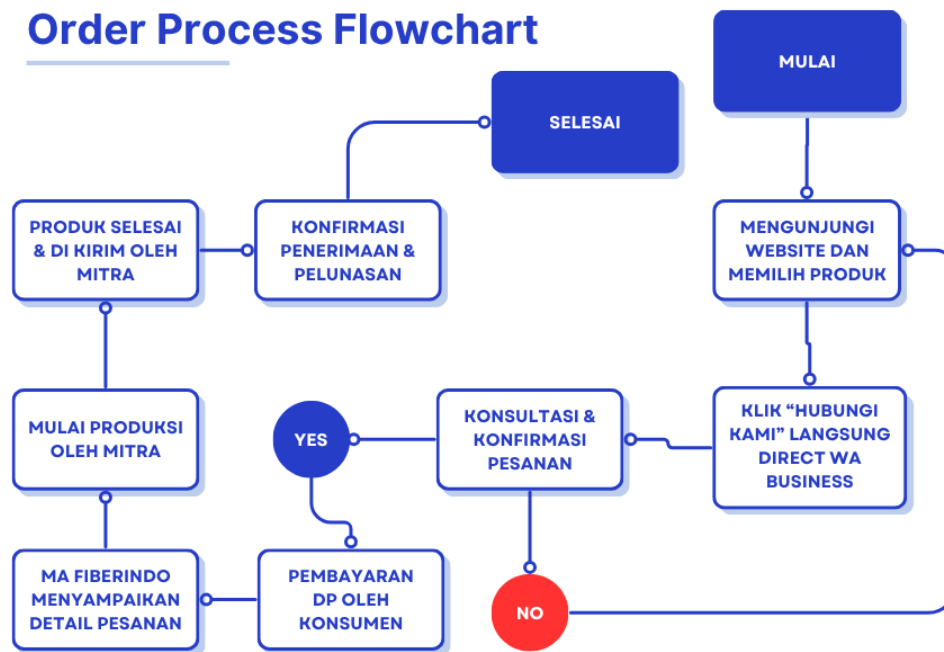 Order Process Flowchart
MULAI
SELESAI
PRODUK SELESAI
& DI KIRIM OLEH
MITRA
KONFIRMASI
PENERIMAAN &
PELUNASAN
MENGUNJUNGI
WEBSITE DAN
MEMILIH PRODUK
MULAI PRODUKSI
OLEH MITRA
YES
KONSULTASI &
KONFIRMASI
PESANAN
KLIK “HUBUNGI
KAMI” LANGSUNG
DIRECT WA
BUSINESS
MA FIBERINDO
MENYAMPAIKAN
DETAIL PESANAN
PEMBAYARAN
DP OLEH
KONSUMEN
NO